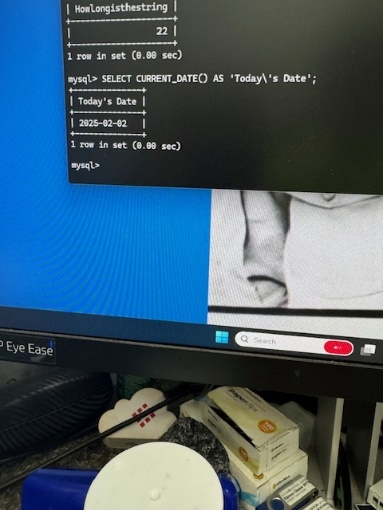 | Howlongisthestring |
+--------------------+
|                 22 |
+--------------------+
1 row in set (0.00 sec)
mysql> SELECT CURRENT_DATE() AS 'Today\'s Date';
+--------------+
| Today's Date |
+--------------+
| 2025-02-02   |
+--------------+
1 row in set (0.00 sec)
mysql>
Search
Eye Ease